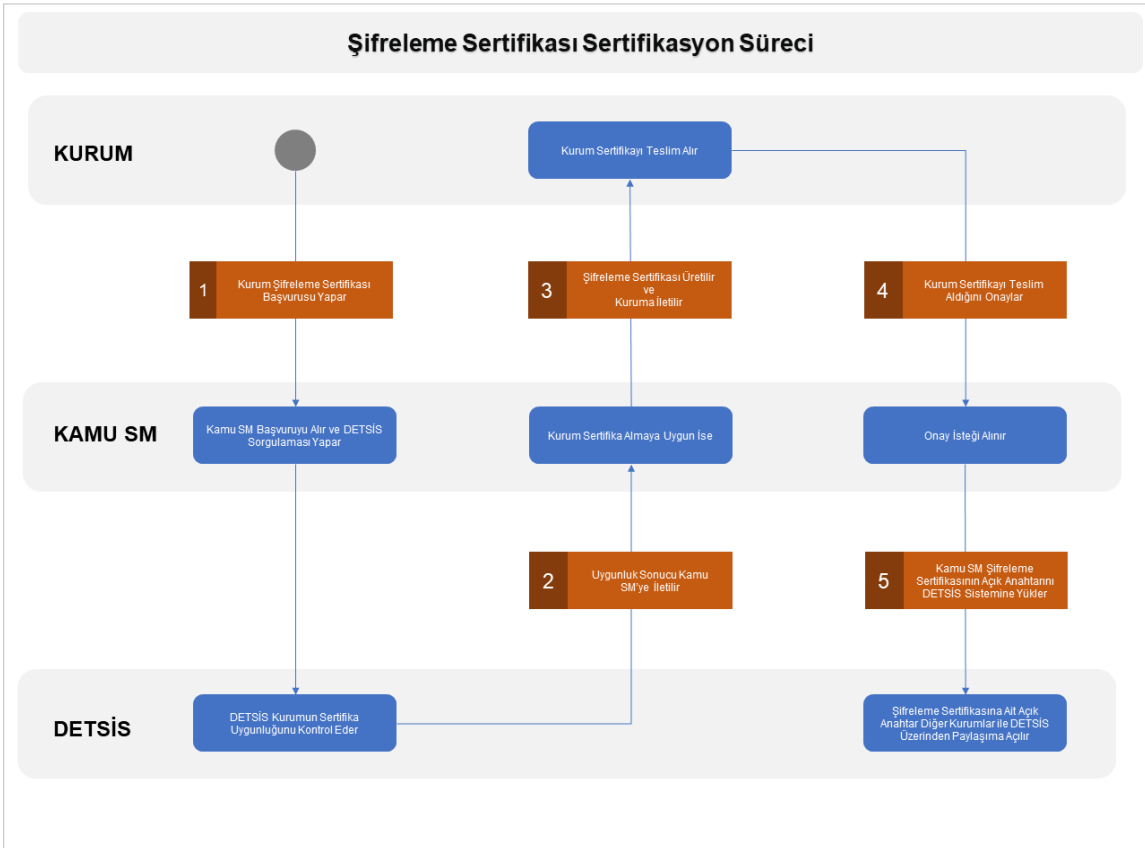 Şifreleme Sertifikası Sertifikasyon Süreci
KURUM
Kurum Sertifikayı Teslim Alır
1
Kurum Şifreleme Sertifikası
Başvurusu Yapar
3
Şifreleme Sertifikası Üretilir
ve
Kuruma İletilir
4
Kurum Sertifikayı Teslim
Aldığını Onaylar
KAMU SM
Kamu SM Başvuruyu Alır ve DETSİS
Sorgulaması Yapar
Kurum Sertifika Almaya Uygun İse
Onay İsteği Alınır
2
Uygunluk Sonucu Kamu
SM'ye İletilir
5
Kamu SM Şifreleme
Sertifikasının Açık Anahtarını
DETSİS Sistemine Yükler
DETSİS
DETSİS Kurumun Sertifika
Uygunluğunu Kontrol Eder
Şifreleme Sertifikasına Ait Açık
Anahtar Diğer Kurumlar ile DETSİS
Üzerinden Paylaşıma Açılır